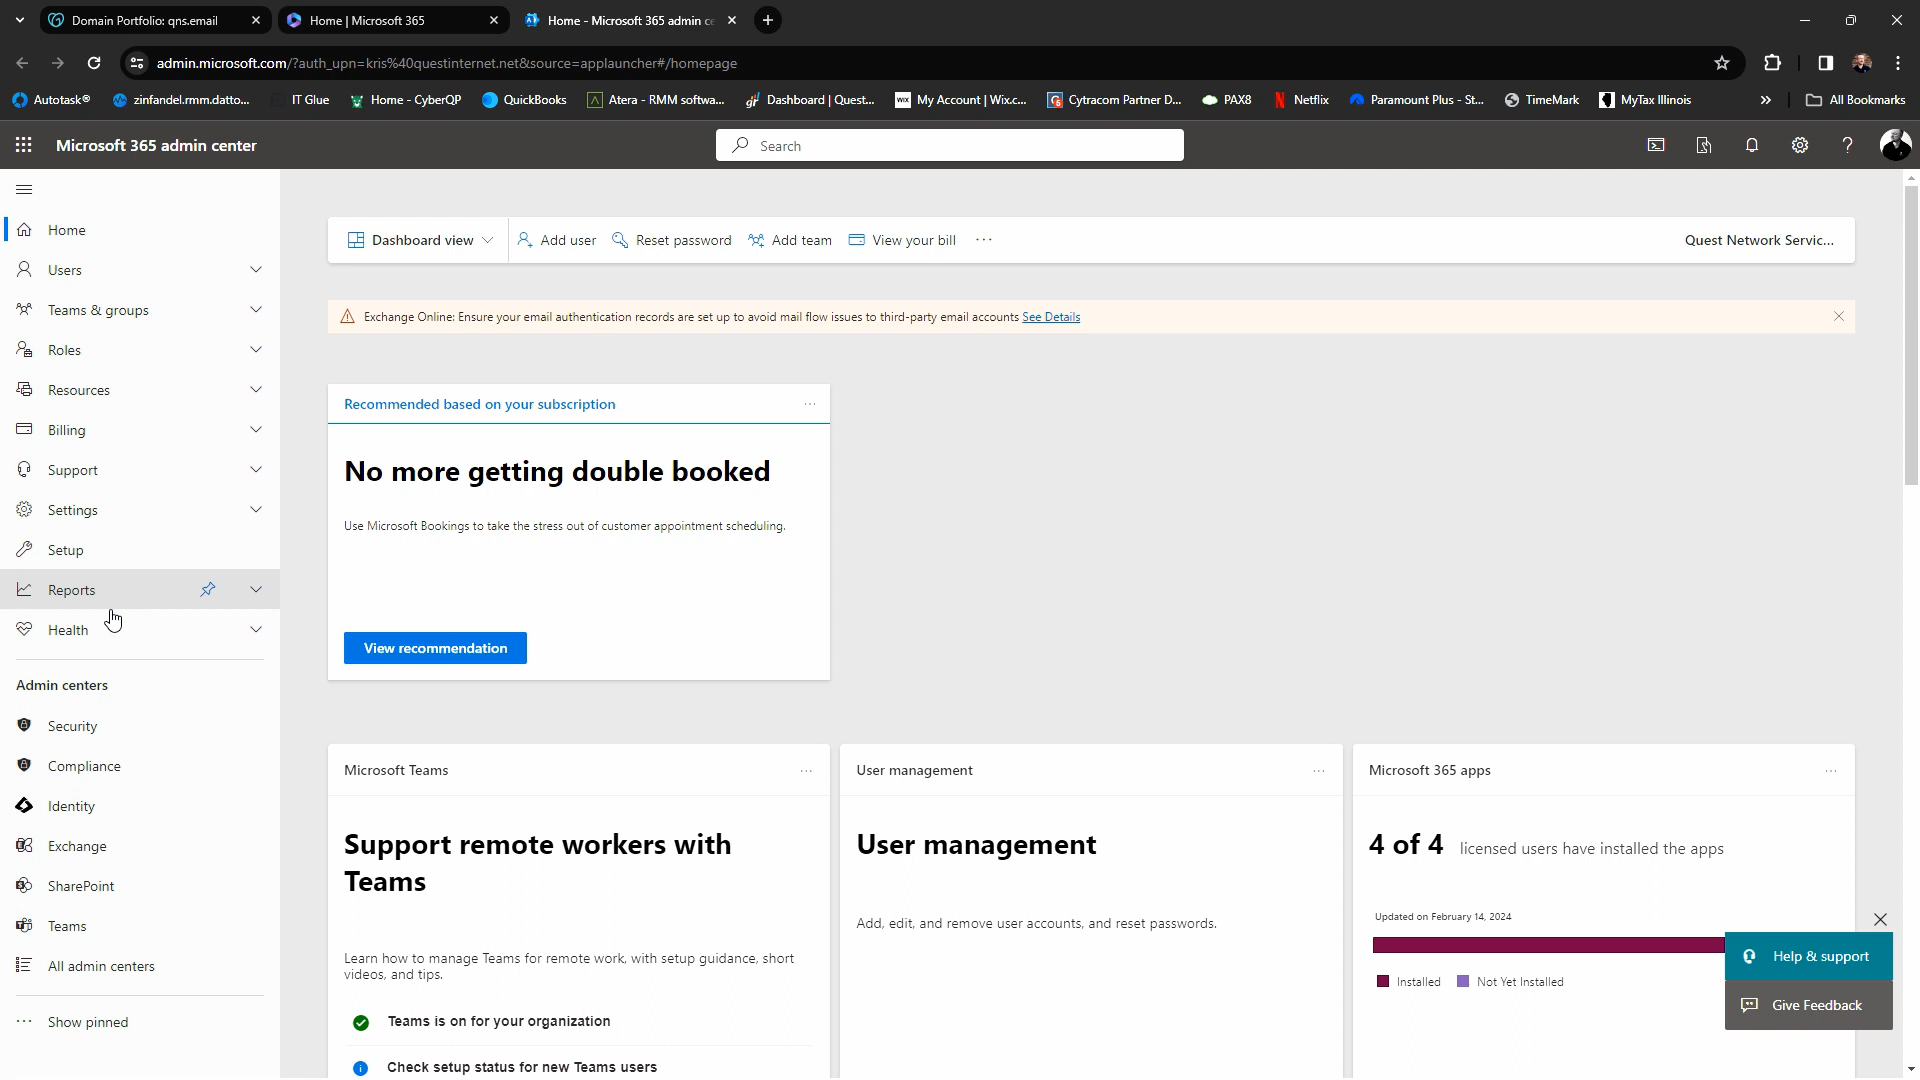 Domain Portfolio: qns.email
Home | Microsoft 365
Home - Microsoft 365 admin ce
admin.microsoft.com/?auth_upn=kris%40questinternet.net&source=applauncher#/homepage
Autotask®
zinfandel.rmm.datto...
IT Glue
Home - CyberQP
QuickBooks
Atera - RMM softwa...
Dashboard | Quest...
My Account | Wix.c...
Cytracom Partner D...
PAX8
Netflix
Paramount Plus - St...
TimeMark
MyTax Illinois
All Bookmarks
Microsoft 365 admin center
Search
Home
Users
Teams & groups
Roles
Resources
Billing
Support
Settings
Setup
Reports
Health
Admin centers
Security
Compliance
Identity
Exchange
SharePoint
Teams
All admin centers
Show pinned
Dashboard view
Add user
Reset password
Add team
View your bill
Quest Network Servic...
Exchange Online: Ensure your email authentication records are set up to avoid mail flow issues to third-party email accounts See Details
Recommended based on your subscription
No more getting double booked
Use Microsoft Bookings to take the stress out of customer appointment scheduling.
View recommendation
Microsoft Teams
Support remote workers with
Teams
Learn how to manage Teams for remote work, with setup guidance, short
videos, and tips.
Teams is on for your organization
Check setup status for new Teams users
User management
User management
Add, edit, and remove user accounts, and reset passwords.
Microsoft 365 apps
4 of 4 licensed users have installed the apps
Updated on February 14, 2024
Installed
Not Yet Installed
Help & support
Give Feedback